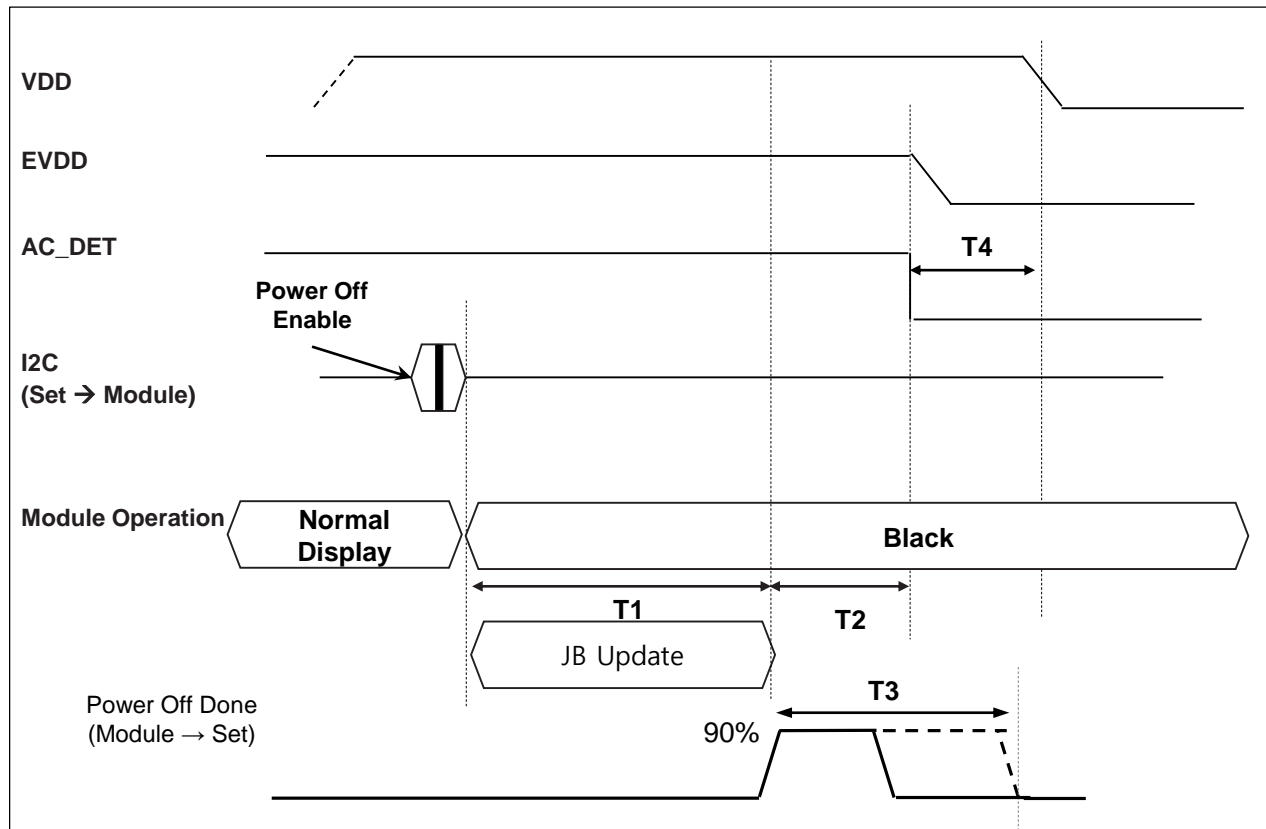 VDD
EVDD
AC_DET
T4
Power Off
Enable
I2C
(Set → Module)
Module Operation
Normal
Display
Black
T1
T2
JB Update
T3
Power Off Done
(Module → Set)
90%